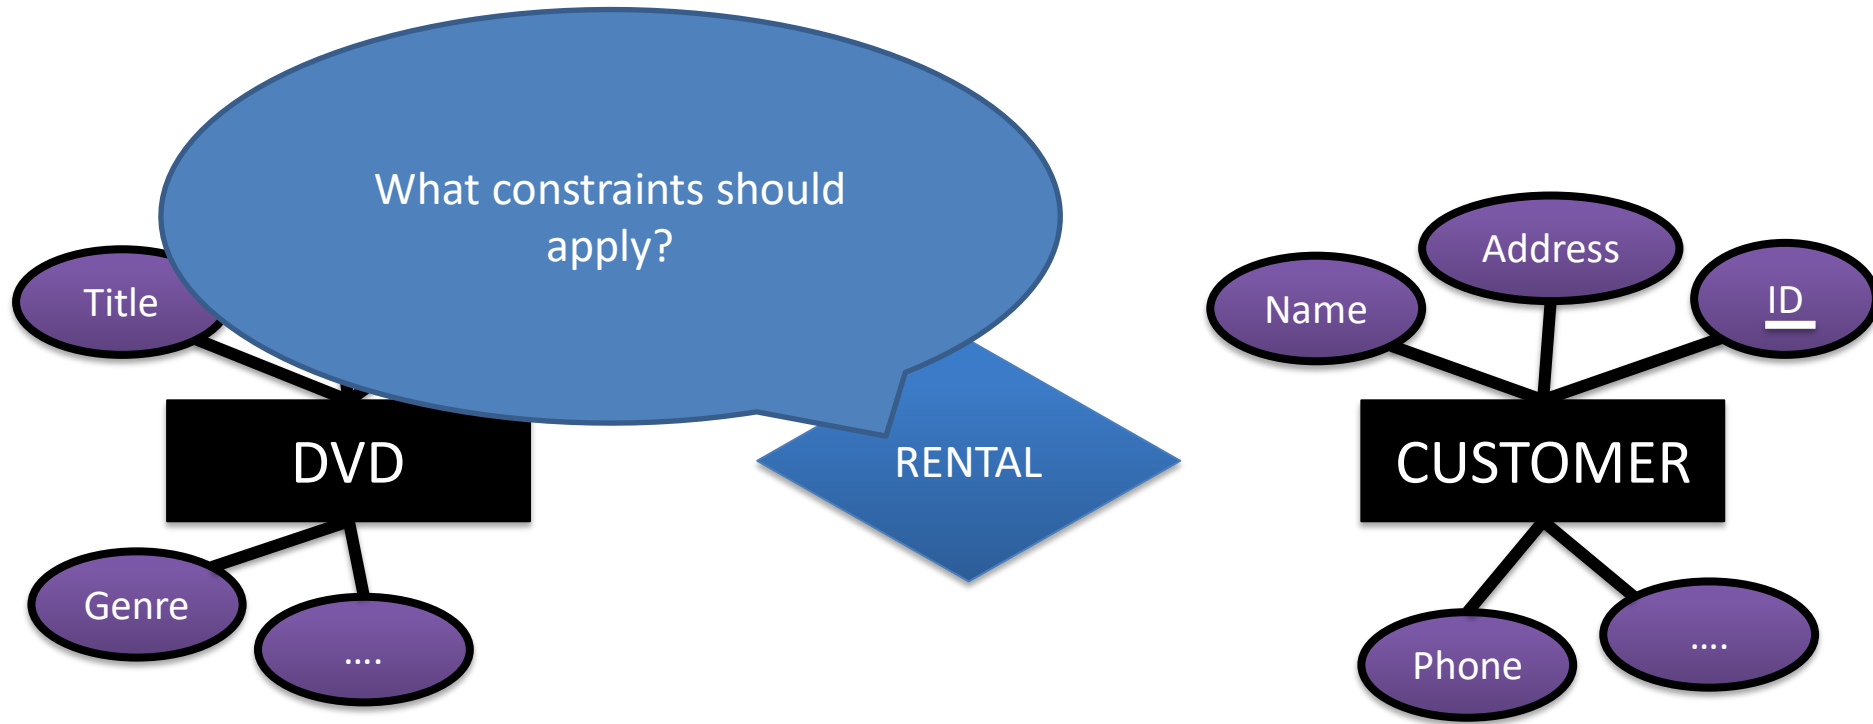 What constraints should
apply?
Title
Name
Address
ID
DVD
RENTAL
CUSTOMER
Genre
....
Phone
....